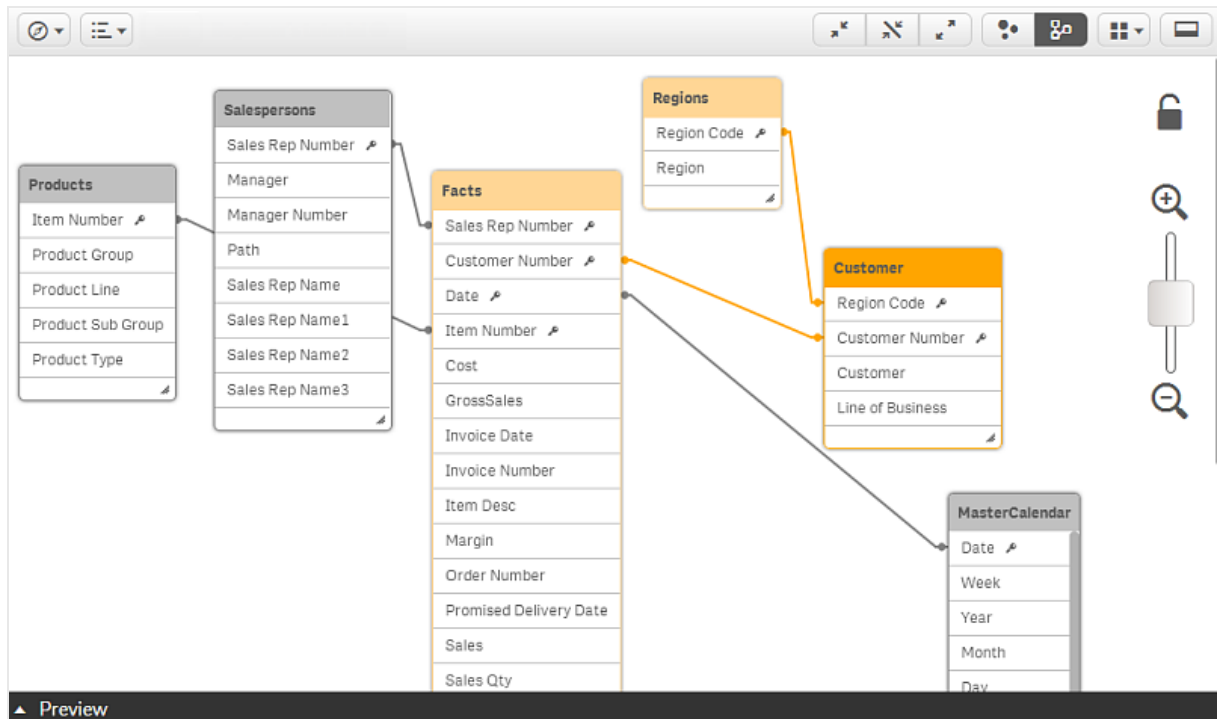 Products
Item Number
Product Group
Product Line
Product Sub Group
Product Type
Salespersons
Sales Rep Number
Manager
Manager Number
Path
Sales Rep Name
Sales Rep Name1
Sales Rep Name2
Sales Rep Name3
Facts
Sales Rep Number
Customer Number
Date
Item Number
Cost
GrossSales
Invoice Date
Invoice Number
Item Desc
Margin
Order Number
Promised Delivery Date
Sales
Sales Qty
Regions
Region Code
Region
Customer
Region Code
Customer Number
Customer
Line of Business
MasterCalendar
Date
Week
Year
Month
Day
Preview